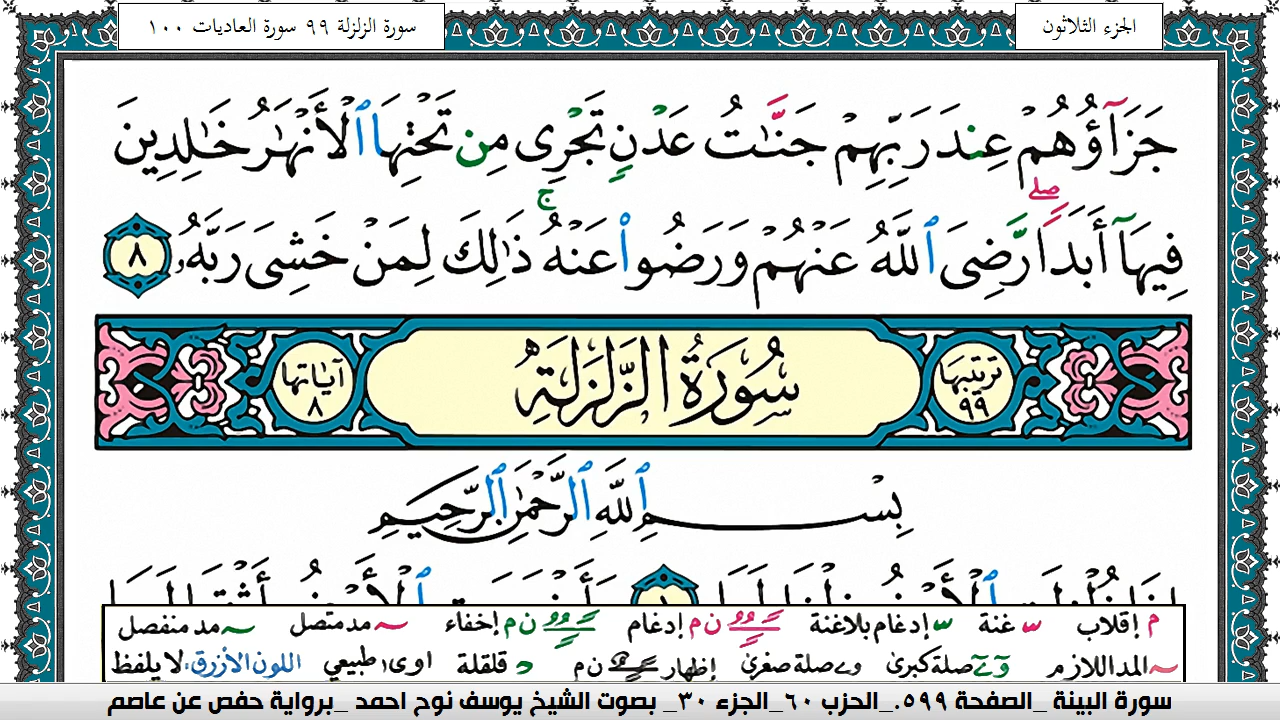 الجزء الثلاثون
سورة الزلزلة ٩٩ سورة العاديات ١٠٠
جَزَآؤُهُمْ عِندَ رَبِّهِمْ جَنَّٰتُ عَدْنٍ تَجْرِى مِن تَحْتِهَا ٱلْأَنْهَٰرُ خَٰلِدِينَ
فِيهَآ أَبَدًا ۖ رَّضِىَ ٱللَّهُ عَنْهُمْ وَرَضُوا۟ عَنْهُ ۚ ذَٰلِكَ لِمَنْ خَشِىَ رَبَّهُۥ ٨
ترتيبها ٩٩ سُورَةُ الزَّلْزَلَةِ آياتها ٨
بِسْمِ ٱللَّهِ ٱلرَّحْمَٰنِ ٱلرَّحِيمِ
م إقلاب غنة إدغام بلاغنة ن م إدغام ن م إخفاء مد متصل مد منفصل
المد اللازم صلة كبرى صلة صغرى إظهار ن م قلقلة اوى طبيعي اللون الأزرق: لا يلفظ
سورة البينة _الصفحة ٥٩٩._الحزب ٦٠_الجزء ٣٠_ بصوت الشيخ يوسف نوح احمد _برواية حفص عن عاصم